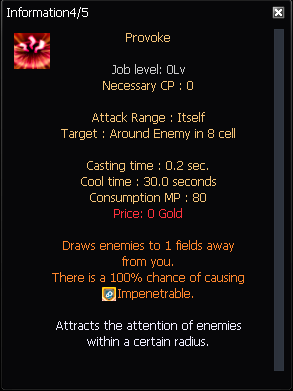 Information4/5
Provoke
Job level: 0Lv
Necessary CP : 0
Attack Range : Itself
Target : Around Enemy in 8 cell
Casting time : 0.2 sec.
Cool time : 30.0 seconds
Consumption MP : 80
Price: 0 Gold
Draws enemies to 1 fields away
from you.
There is a 100% chance of causing
Impenetrable.
Attracts the attention of enemies
within a certain radius.